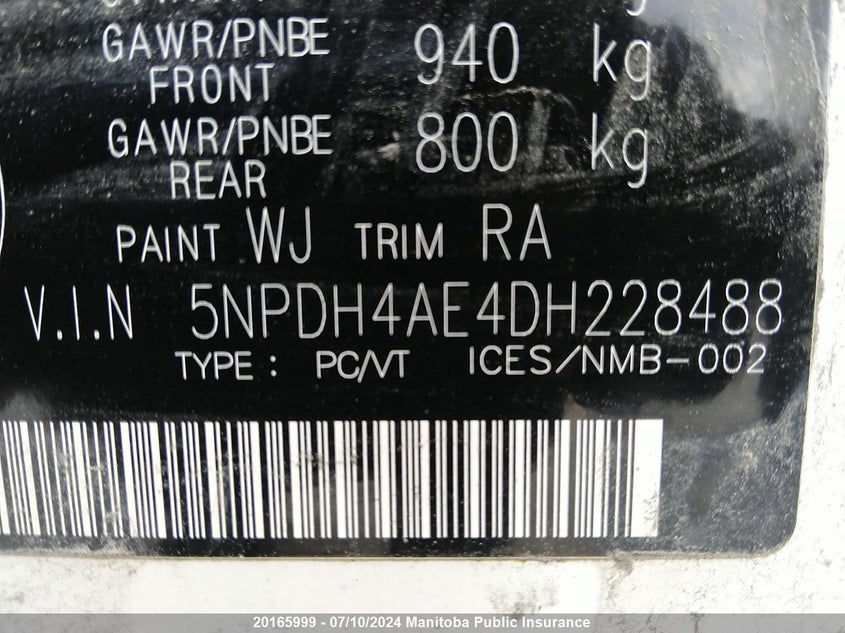 GAWR/PNBE 940 kg
FRONT
GAWR/PNBE 800 kg
REAR
PAINT WJ TRIM RA
V.I.N 5NPDH4AE4DH228488
TYPE : PC/VT ICES/NMB-002
20165999 - 07/10/2024 Manitoba Public Insurance